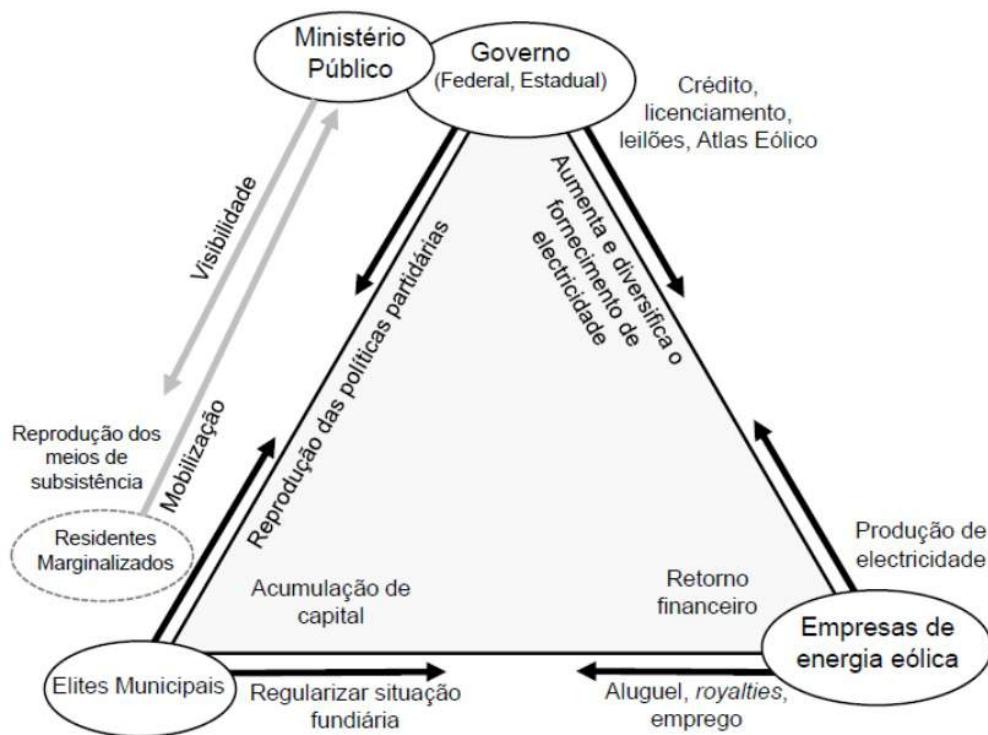 Ministério
Público
Governo
(Federal, Estadual)
Crédito,
licenciamento,
leilões, Atlas Eólico
Visibilidade
Mobilização
Reprodução das políticas partidárias
Aumenta e diversifica o
fornecimento de
electricidade
Reprodução dos
meios de
subsistência
Residentes
Marginalizados
Acumulação de
capital
Retorno
financeiro
Produção de
electricidade
Elites Municipais
Regularizar situação
fundiária
Aluguel, royalties,
emprego
Empresas de
energia eólica